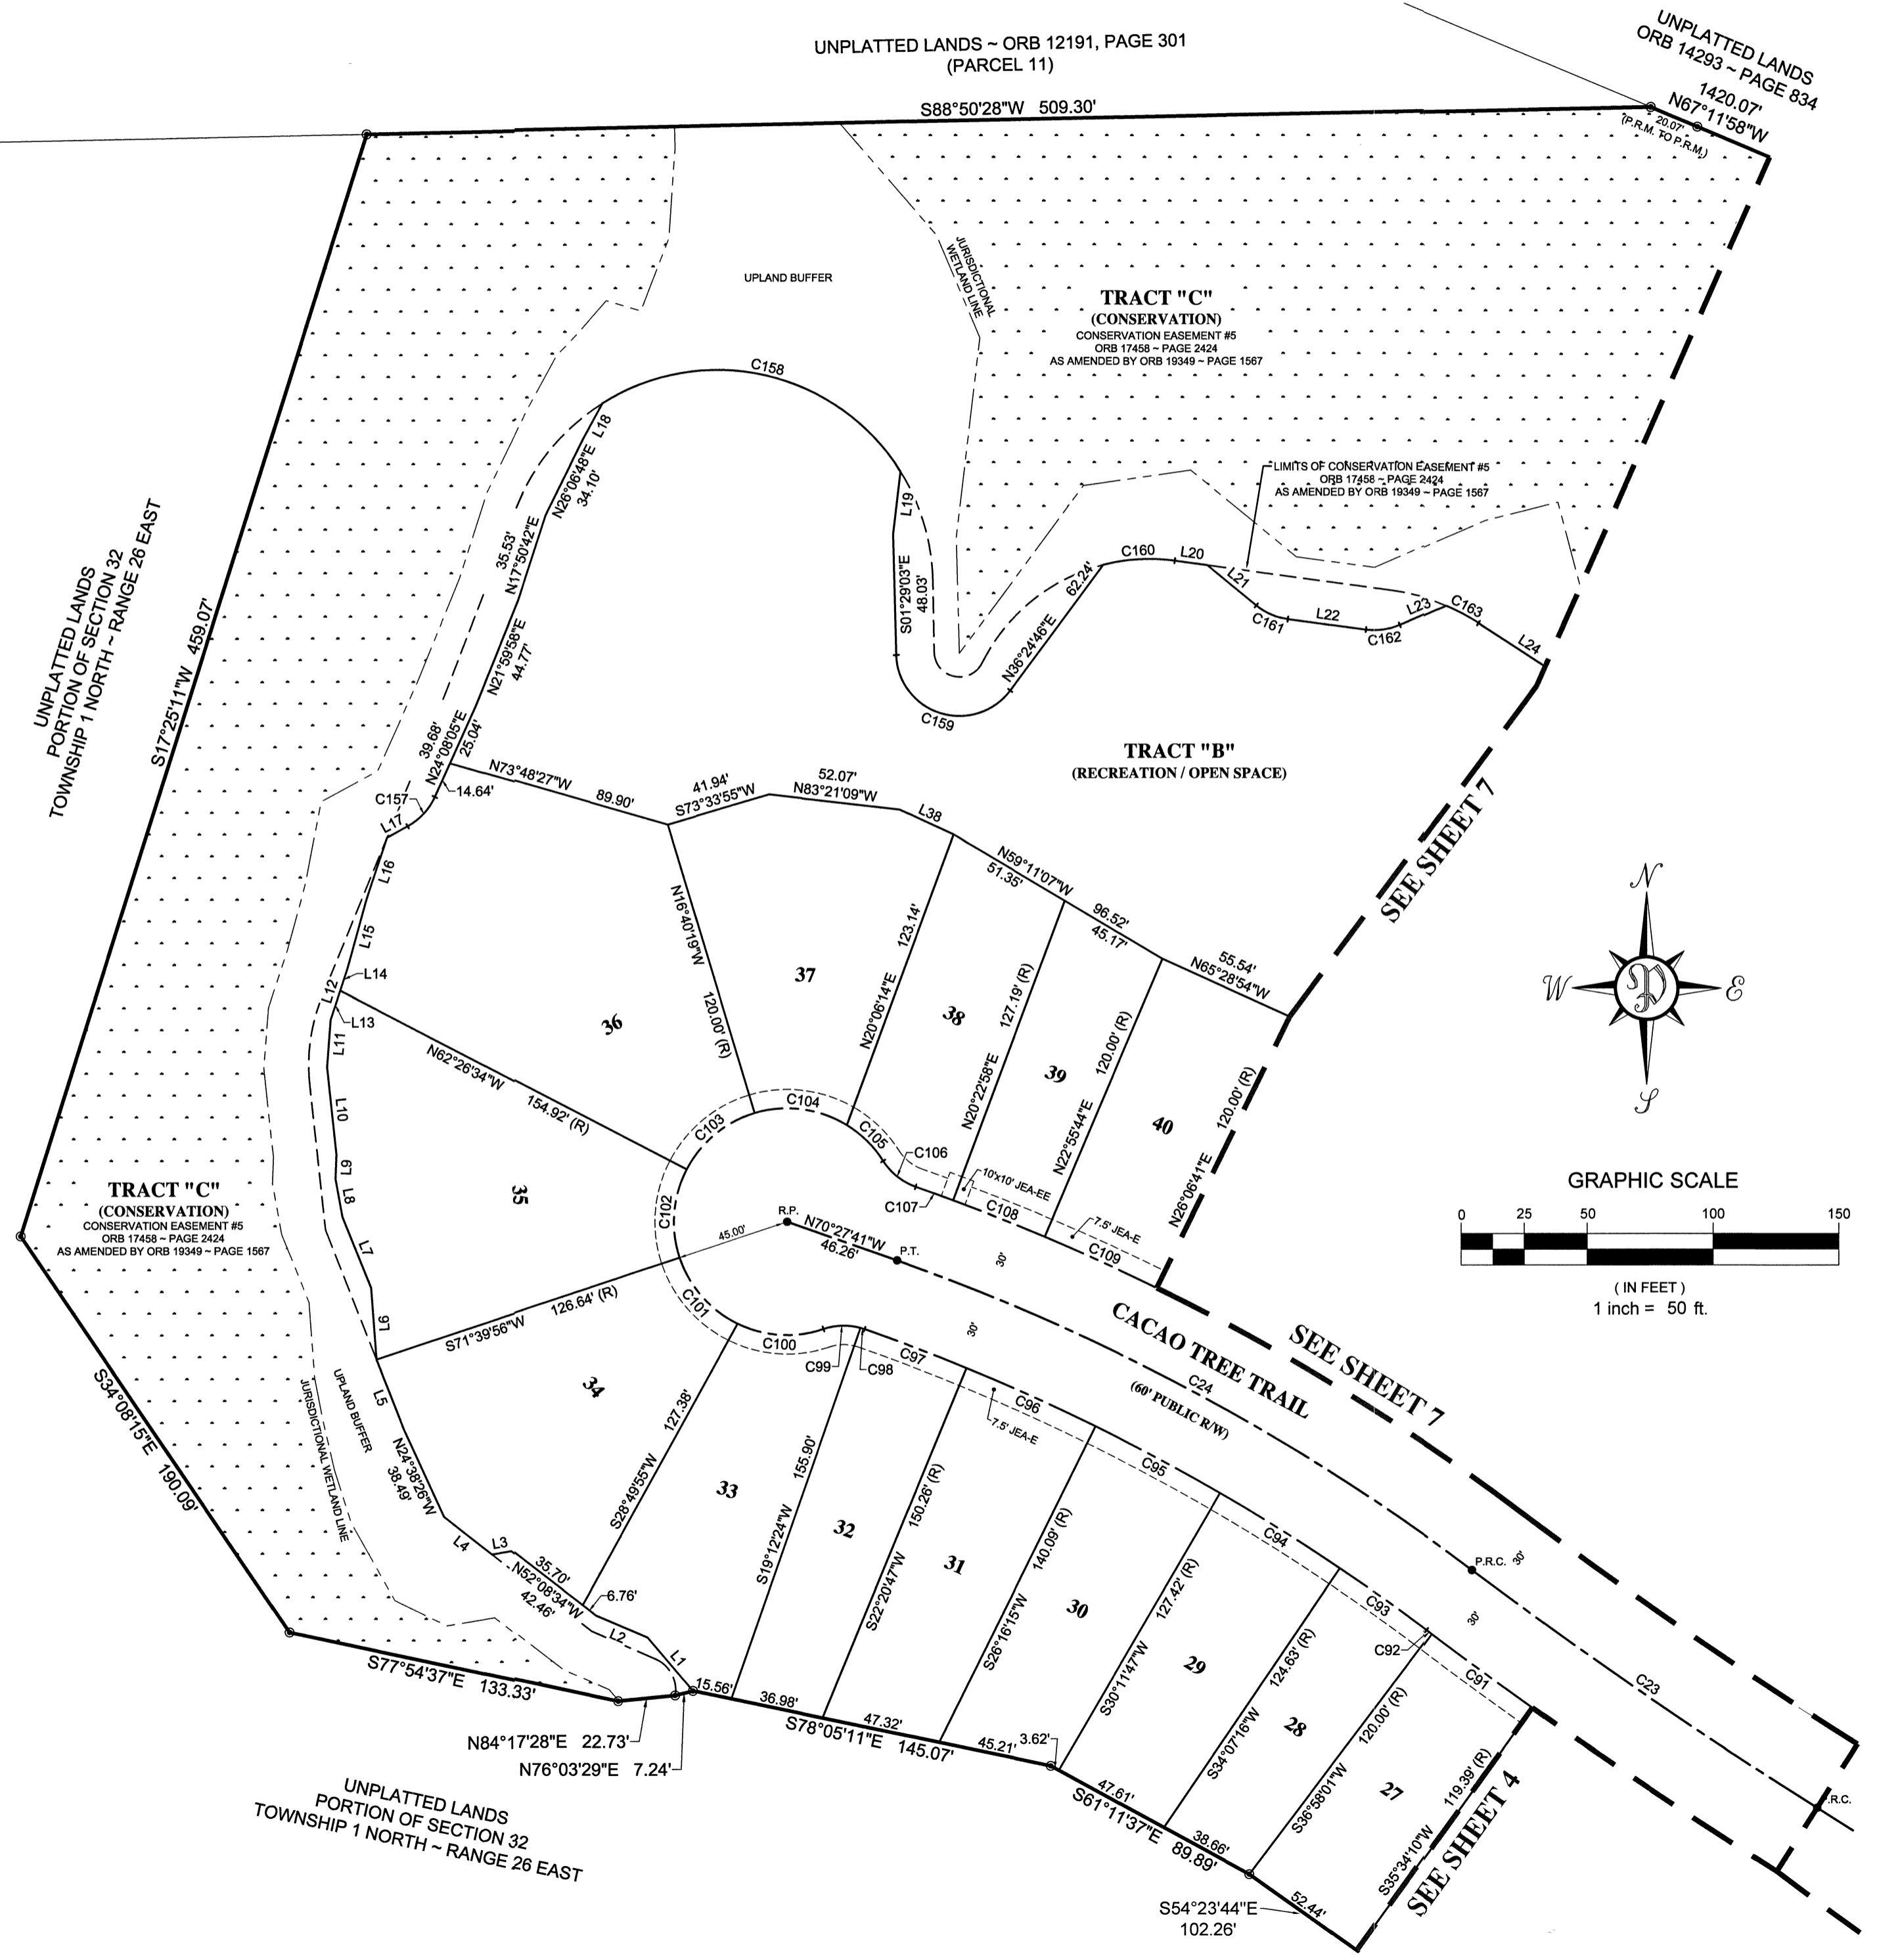 UNPLATTED LANDS ~ ORB 12191, PAGE 301
(PARCEL 11)
UNPLATTED LANDS
ORB 14293 ~ PAGE 834
1420.07'
N67°11'58"W
20.07'
(P.R.M. TO P.R.M.)
S88°50'28"W 509.30'
JURISDICTIONAL
WETLAND LINE
UPLAND BUFFER
TRACT "C"
(CONSERVATION)
CONSERVATION EASEMENT #5
ORB 17458 ~ PAGE 2424
AS AMENDED BY ORB 19349 ~ PAGE 1567
C158
L18
N26°06'48"E
34.10'
L19
LIMITS OF CONSERVATION EASEMENT #5
ORB 17458 ~ PAGE 2424
AS AMENDED BY ORB 19349 ~ PAGE 1567
UNPLATTED LANDS
PORTION OF SECTION 32
TOWNSHIP 1 NORTH ~ RANGE 26 EAST
S17°25'11"W 459.07'
35.53'
N17°50'42"E
N21°59'58"E
44.77'
39.68'
N24°08'05"E
25.04'
S01°29'03"E
48.03'
C159
N36°24'46"E
62.24'
C160
L20
L21
C161
L22
C162
L23
C163
L24
TRACT "B"
(RECREATION / OPEN SPACE)
SEE SHEET 7
C157
14.64'
L17
L16
L15
L14
L12
L13
L11
L10
L9
L8
L7
L6
L5
N73°48'27"W
89.90'
41.94'
S73°33'55"W
52.07'
N83°21'09"W
L38
N59°11'07"W
51.35'
96.52'
45.17'
55.54'
N65°28'54"W
N16°40'19"W
120.00' (R)
37
123.14'
N20°06'14"E
38
127.19' (R)
N20°22'58"E
39
120.00' (R)
N22°55'44"E
40
120.00' (R)
N26°06'41"E
36
N62°26'34"W
154.92' (R)
35
C102
C103
C104
C105
C106
C107
10'x10' JEA-EE
C108
7.5' JEA-E
C109
R.P.
45.00'
N70°27'41"W
46.26'
P.T.
30'
N
W
E
S
GRAPHIC SCALE
0 25 50 100 150
( IN FEET )
1 inch = 50 ft.
TRACT "C"
(CONSERVATION)
CONSERVATION EASEMENT #5
ORB 17458 ~ PAGE 2424
AS AMENDED BY ORB 19349 ~ PAGE 1567
S71°39'56"W
126.64' (R)
C101
C100
C99
C98
C97
30'
C96
7.5' JEA-E
CACAO TREE TRAIL
C24
(60' PUBLIC R/W)
SEE SHEET 7
34
S34°08'15"E 190.09'
JURISDICTIONAL WETLAND LINE
UPLAND BUFFER
N24°38'26"W
38.49'
L4
L3
35.70'
N52°08'34"W
42.46'
6.76'
L2
L1
S28°49'55"W
127.38'
33
S19°12'24"W
155.90'
32
S22°20'47"W
150.26' (R)
31
S26°16'15"W
140.09' (R)
30
C95
C94
S30°11'47"W
127.42' (R)
29
S34°07'16"W
124.63' (R)
28
C93
C92
C91
P.R.C.
30'
30'
C23
S36°58'01"W
120.00' (R)
27
S35°34'10"W
119.39' (R)
SEE SHEET 4
.R.C.
S77°54'37"E 133.33'
N84°17'28"E 22.73'
N76°03'29"E 7.24'
15.56'
36.98'
47.32'
S78°05'11"E 145.07'
45.21'
3.62'
47.61'
S61°11'37"E 89.89'
38.66'
52.44'
S54°23'44"E
102.26'
UNPLATTED LANDS
PORTION OF SECTION 32
TOWNSHIP 1 NORTH ~ RANGE 26 EAST